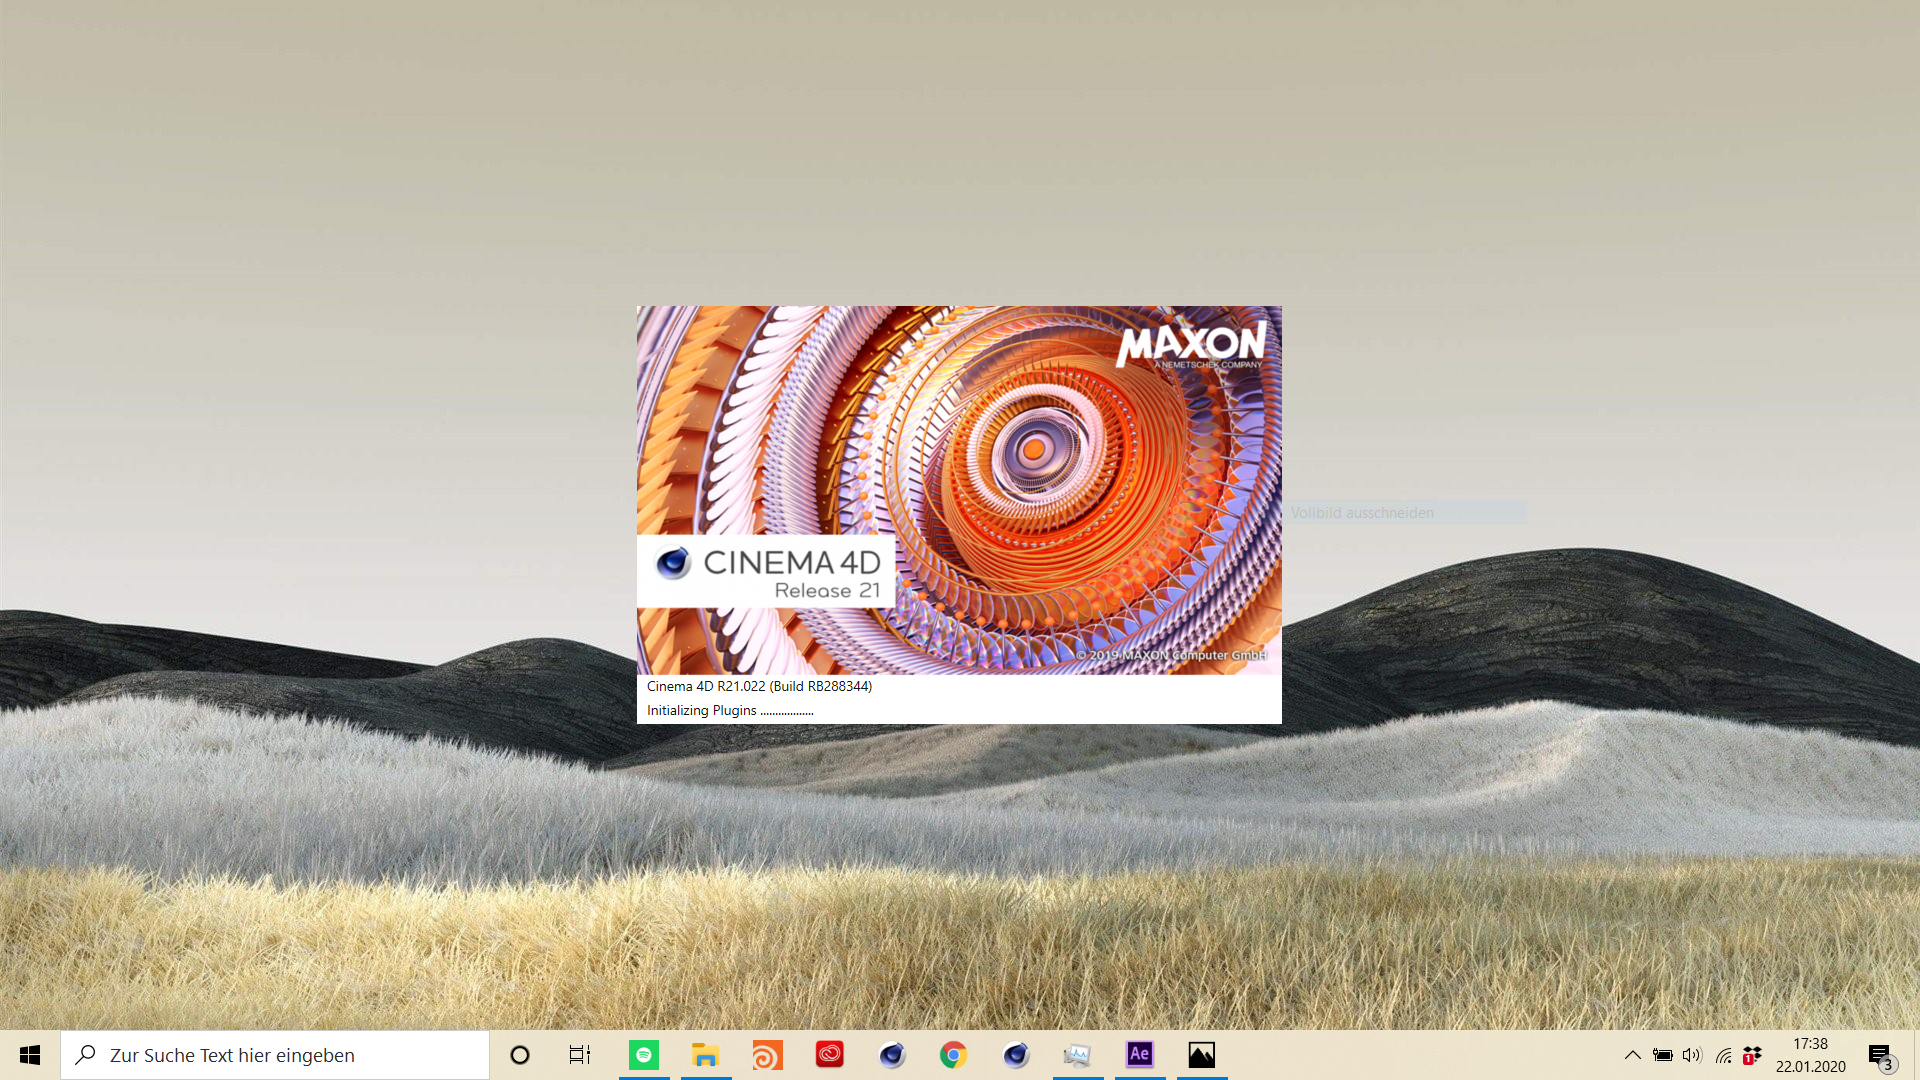 MAXON
A NEMETSCHEK COMPANY
Vollbild ausschneiden
CINEMA 4D
Release 21
© 2019 MAXON Computer GmbH
Cinema 4D R21.022 (Build RB288344)
Initializing Plugins ..................
Zur Suche Text hier eingeben
Ae
1
17:38
22.01.2020
3